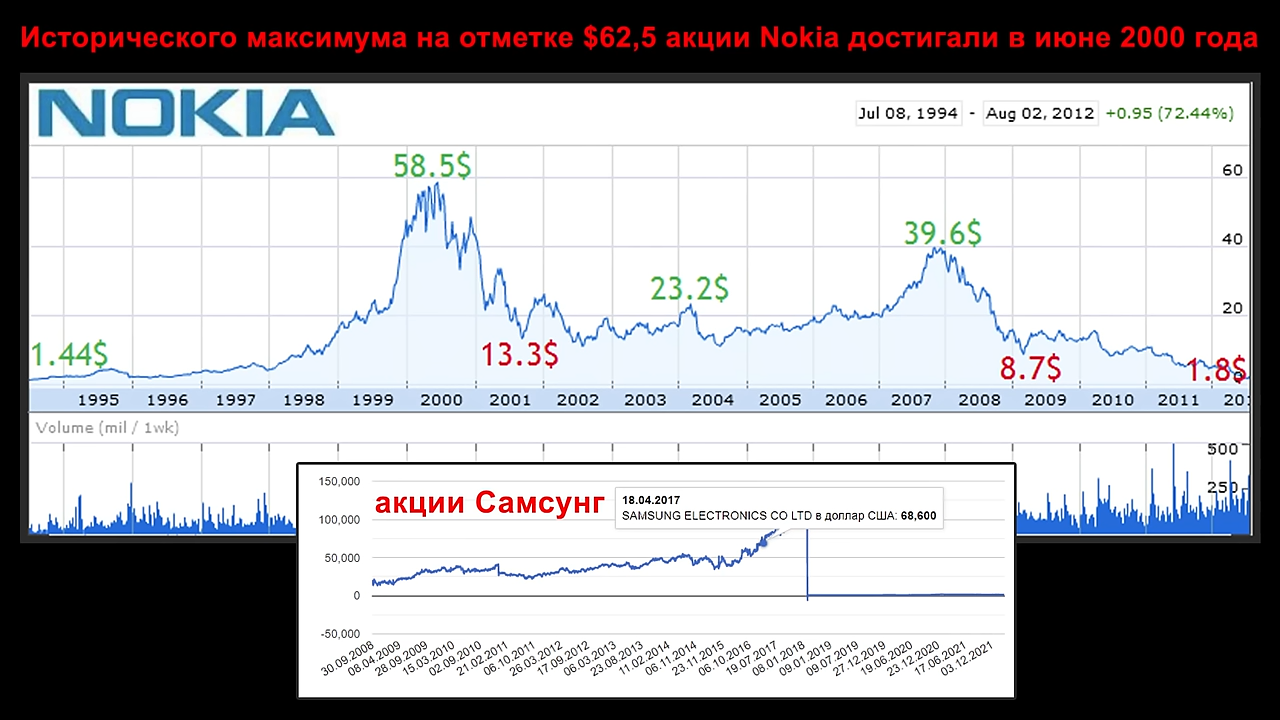 Исторического максимума на отметке $62,5 акции Nokia достигали в июне 2000 года
NOKIA
Jul 08, 1994 - Aug 02, 2012 +0.95 (72.44%)
58.5$
60
39.6$
40
23.2$
20
1.44$
13.3$
8.7$
1.8$
0
1995 1996 1997 1998 1999 2000 2001 2002 2003 2004 2005 2006 2007 2008 2009 2010 2011 201
Volume (mil / 1wk)
500
250
150,000
акции Самсунг
18.04.2017
SAMSUNG ELECTRONICS CO LTD в доллар США: 68,600
100,000
50,000
0
-50,000
30.09.2008 08.04.2009 28.09.2009 15.03.2010 02.09.2010 21.02.2011 06.10.2011 26.03.2012 17.09.2012 06.03.2013 23.08.2013 11.02.2014 06.11.2014 23.11.2015 06.10.2016 19.07.2017 08.01.2018 09.01.2019 09.07.2019 27.12.2019 19.06.2020 23.12.2020 17.06.2021 03.12.2021